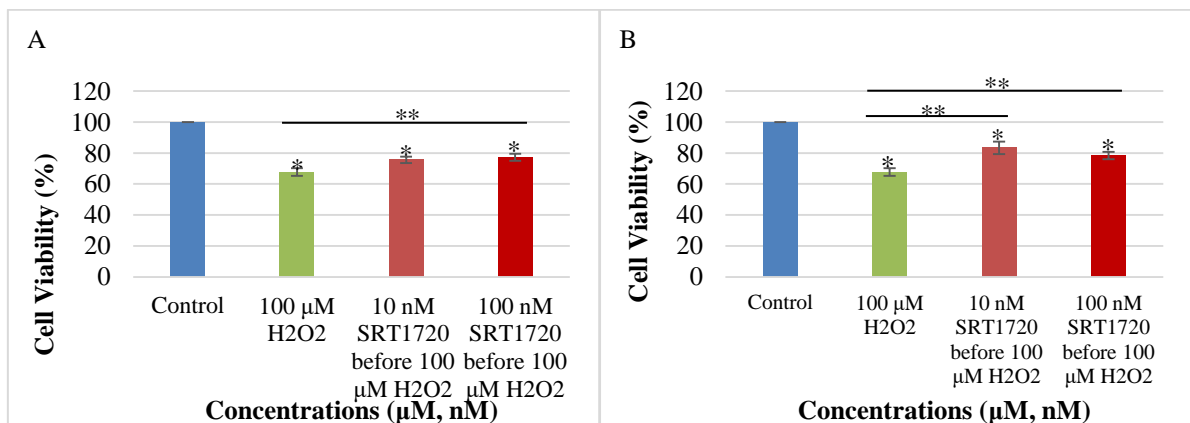 A
Cell Viability (%)
120
100
80
60
40
20
0
*
*
*
**
Control
100 μM
H2O2
10 nM
SRT1720
before 100
μM H2O2
100 nM
SRT1720
before 100
μM H2O2
Concentrations (μM, nM)
B
Cell Viability (%)
120
100
80
60
40
20
0
*
*
*
**
**
Control
100 μM
H2O2
10 nM
SRT1720
before 100
μM H2O2
100 nM
SRT1720
before 100
μM H2O2
Concentrations (μM, nM)